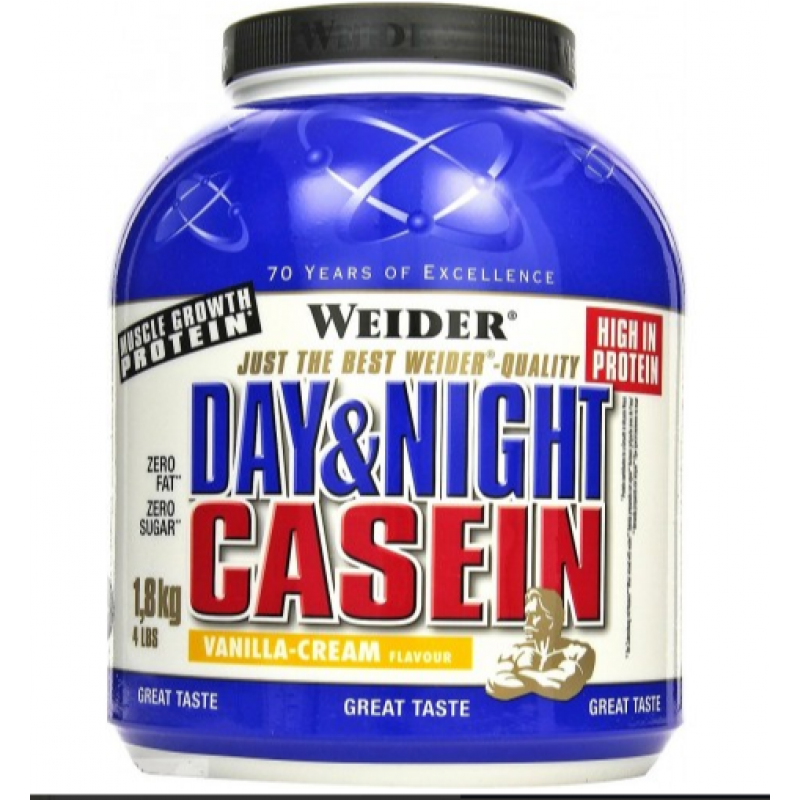 WEIDER
70 YEARS OF EXCELLENCE
MUSCLE GROWTH
PROTEIN*
WEIDER®
HIGH IN
PROTEIN
JUST THE BEST WEIDER®-QUALITY
DAY&NIGHT
CASEIN
ZERO
FAT**
ZERO
SUGAR**
1,8kg
4 LBS
VANILLA-CREAM FLAVOUR
GREAT TASTE
GREAT TASTE
GREAT TASTE